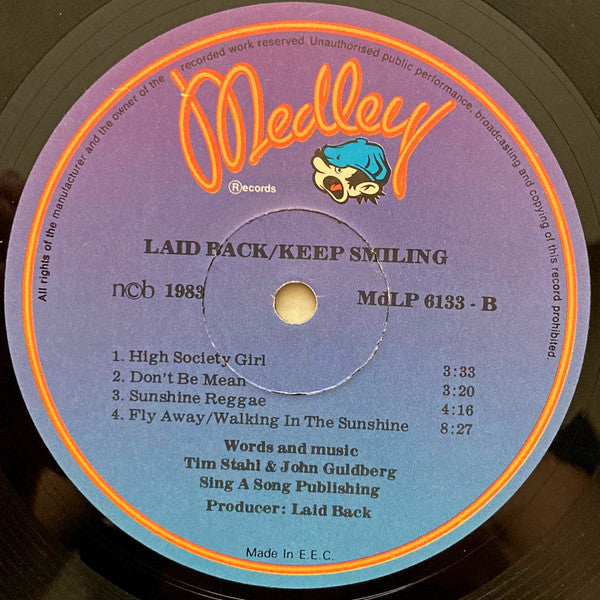 All rights of the manufacturer and the owner of the recorded work reserved. Unauthorised public performance, broadcasting and copying of this record prohibited.
Medley
®ecords
LAID BACK/KEEP SMILING
n©b 1983 MdLP 6133 - B
1. High Society Girl 3:33
2. Don't Be Mean 3:20
3. Sunshine Reggae 4:16
4. Fly Away/Walking In The Sunshine 8:27
Words and music
Tim Stahl & John Guldberg
Sing A Song Publishing
Producer: Laid Back
Made In E.E.C.